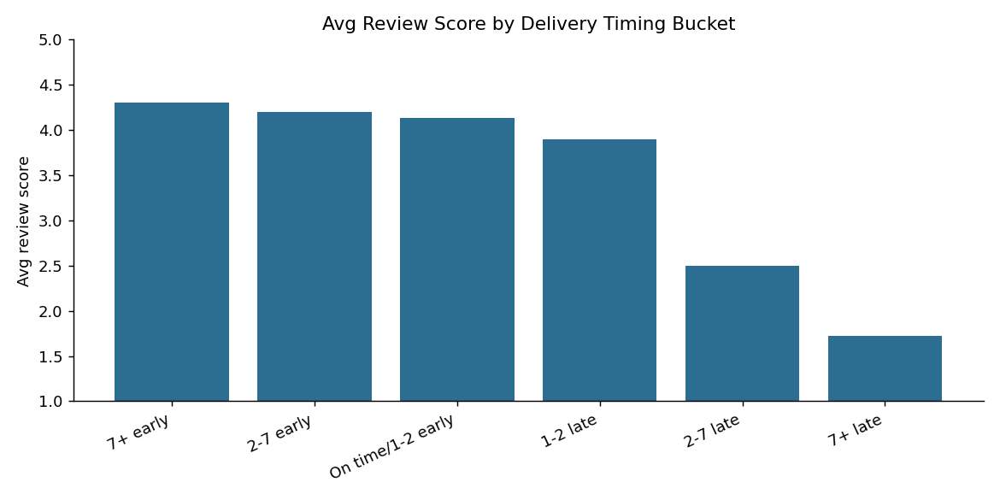 Avg Review Score by Delivery Timing Bucket
Avg review score
5.0
4.5
4.0
3.5
3.0
2.5
2.0
1.5
1.0
7+ early
2-7 early
On time/1-2 early
1-2 late
2-7 late
7+ late